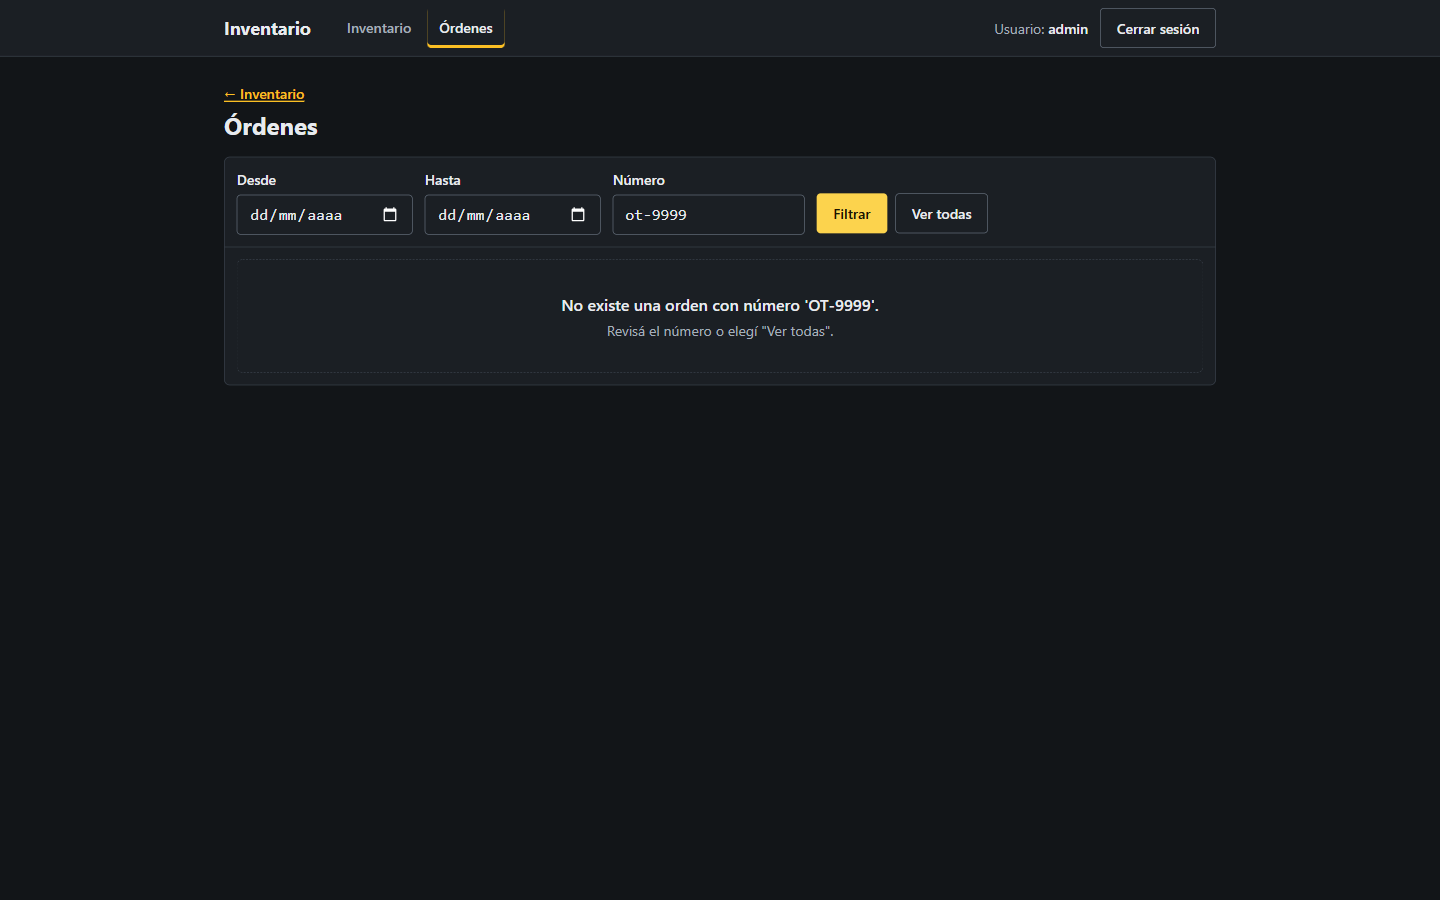 Inventario Inventario Órdenes Usuario: admin Cerrar sesión
← Inventario
Órdenes
Desde Hasta Número
dd/mm/aaaa dd/mm/aaaa ot-9999 Filtrar Ver todas
No existe una orden con número 'OT-9999'.
Revisá el número o elegí "Ver todas".